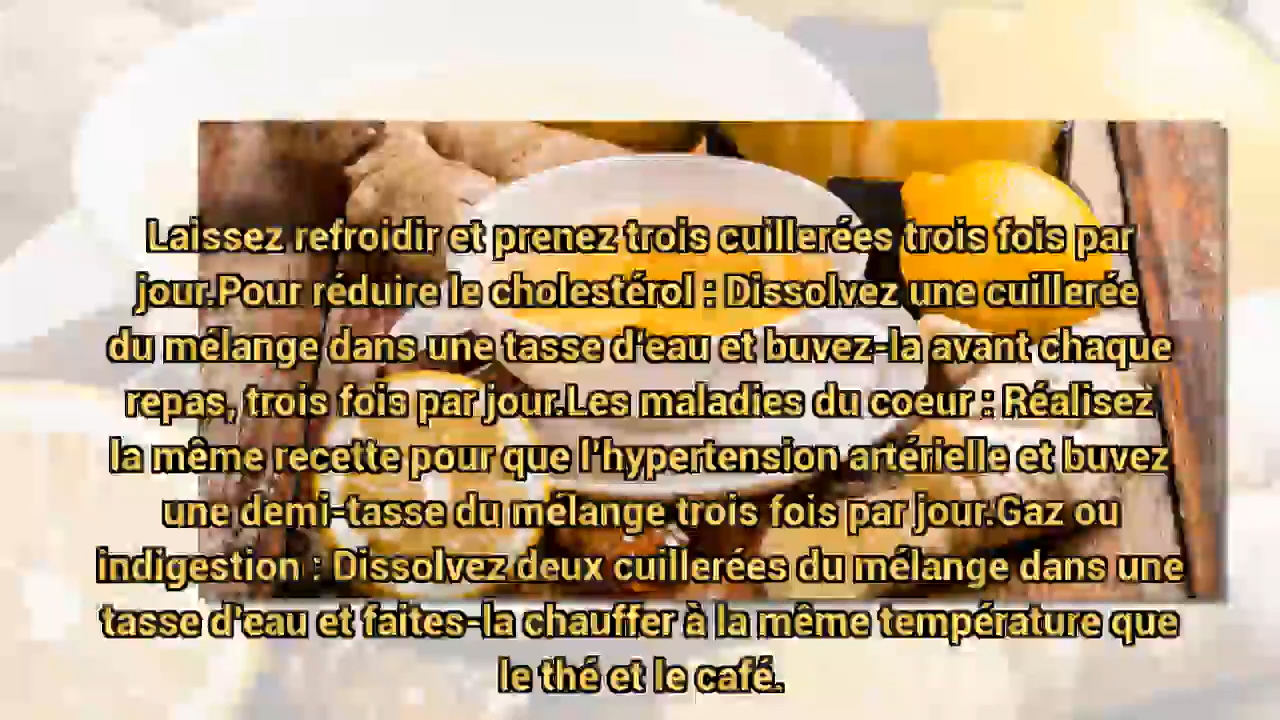 Laissez refroidir et prenez trois cuillerées trois fois par
jour.Pour réduire le cholestérol : Dissolvez une cuillerée
du mélange dans une tasse d'eau et buvez-la avant chaque
repas, trois fois par jour.Les maladies du coeur : Réalisez
la même recette pour que l'hypertension artérielle et buvez
une demi-tasse du mélange trois fois par jour.Gaz ou
indigestion : Dissolvez deux cuillerées du mélange dans une
tasse d'eau et faites-la chauffer à la même température que
le thé et le café.